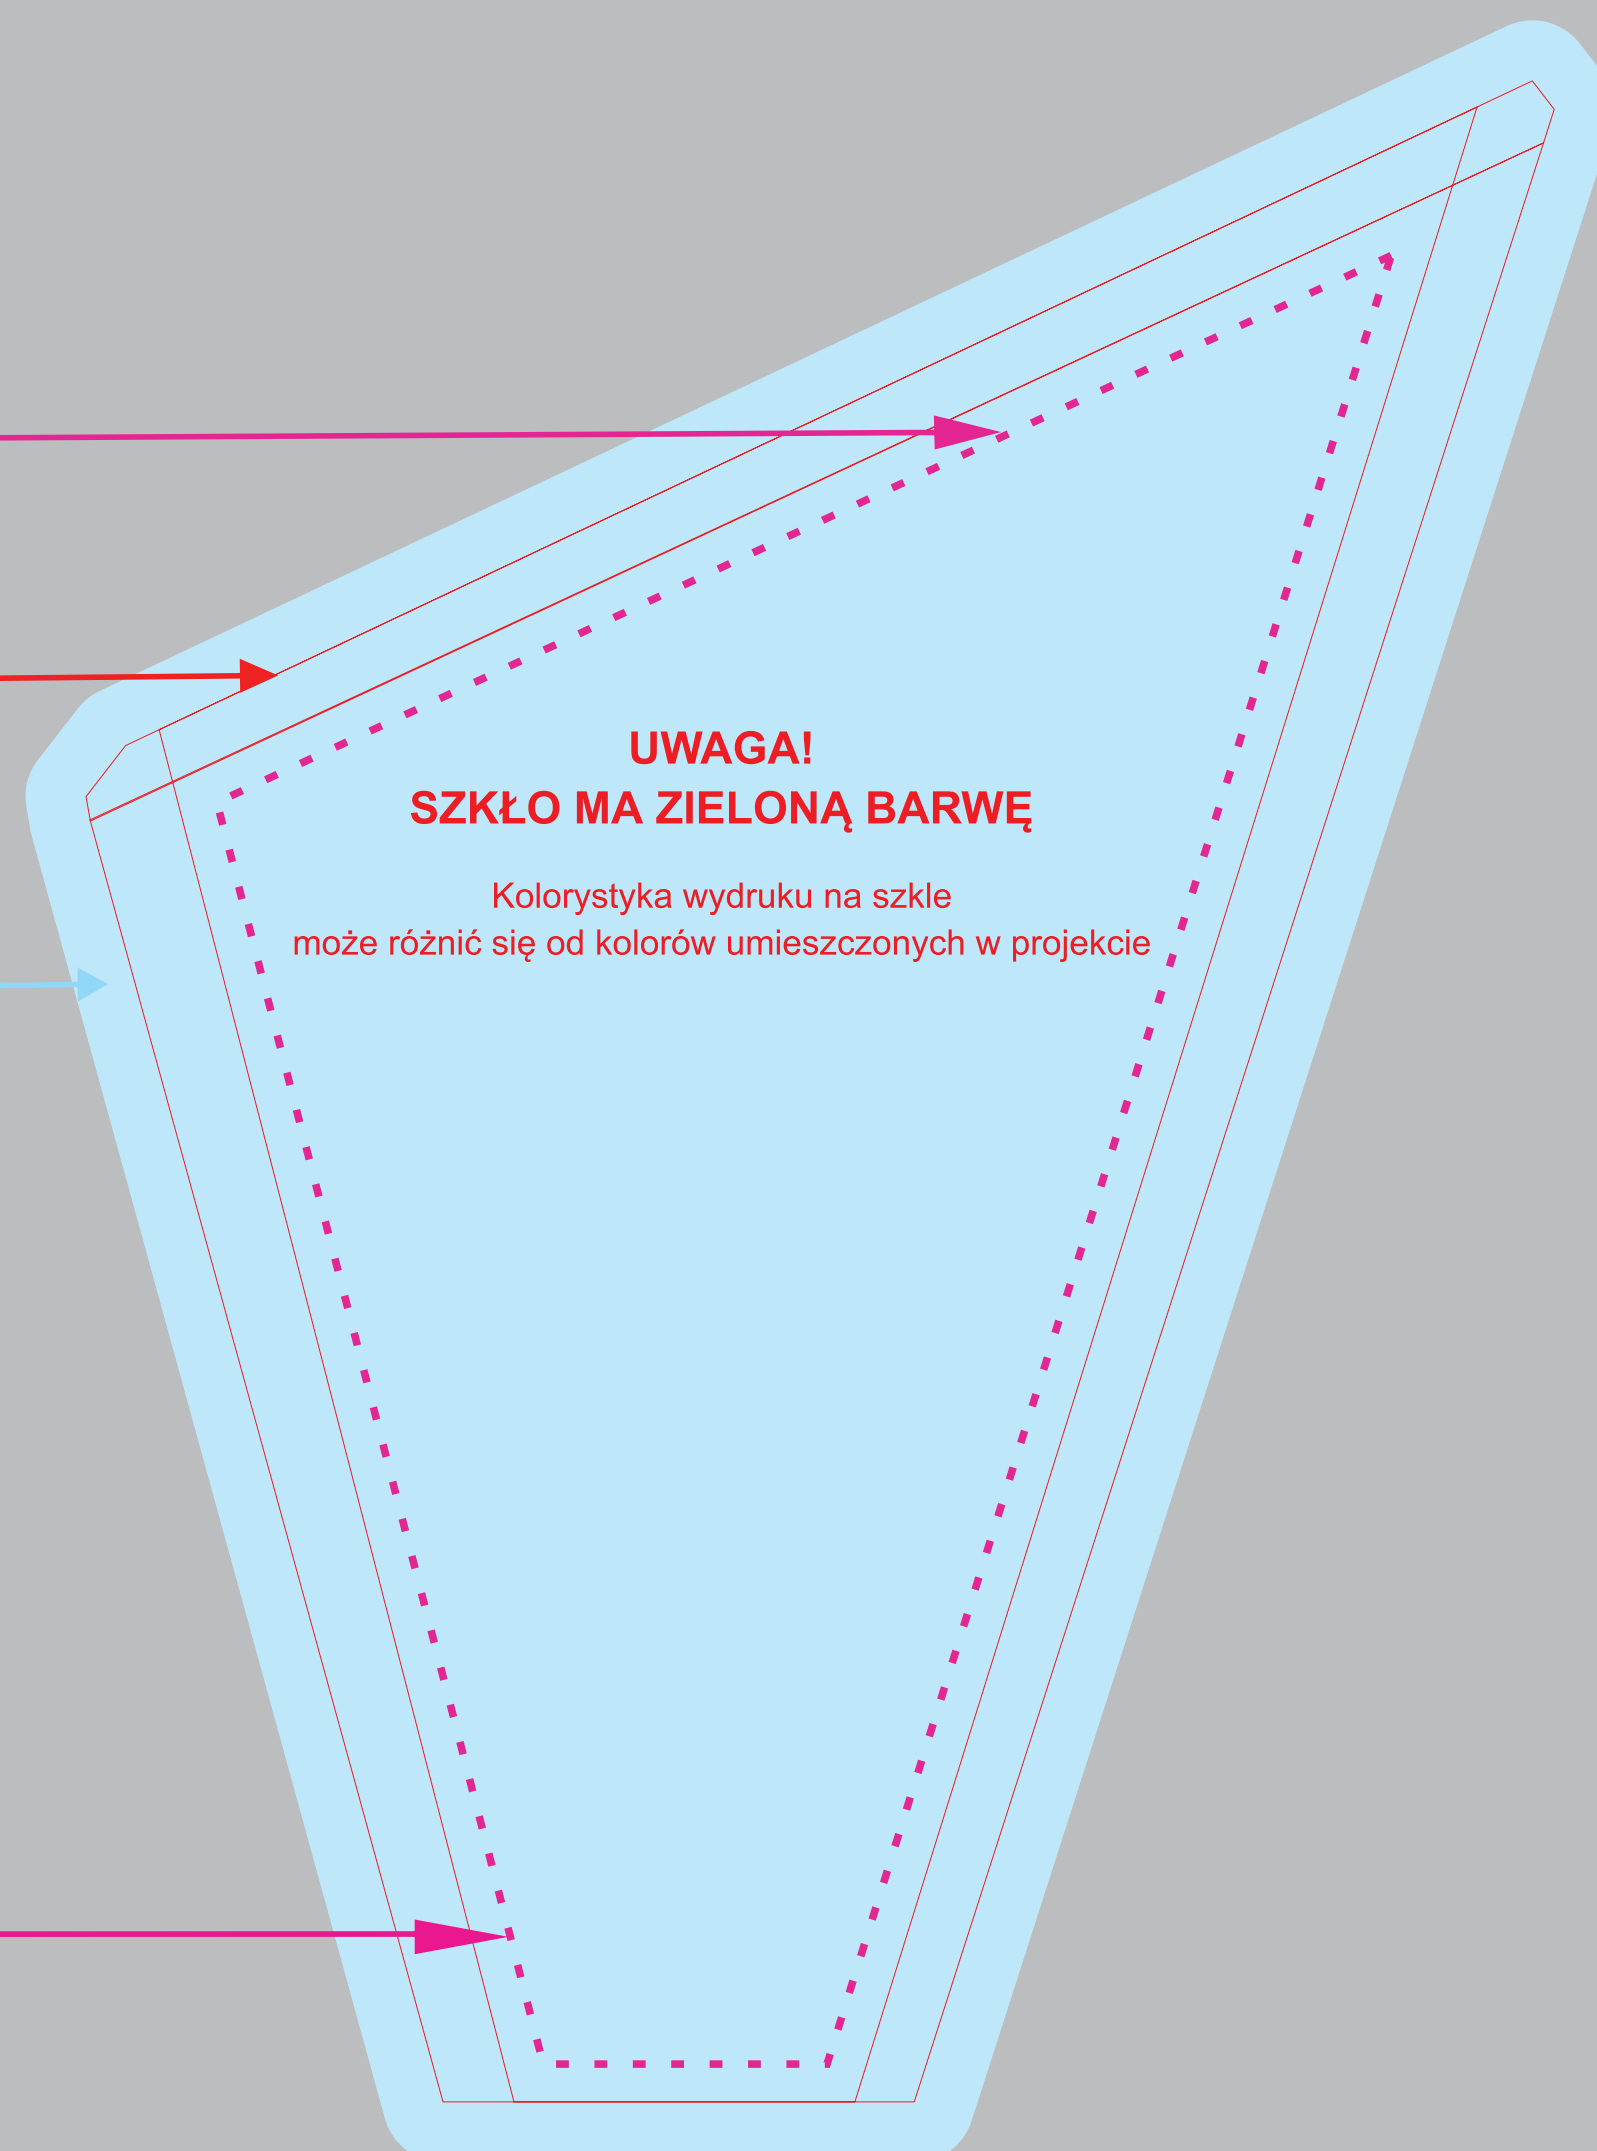 UWAGA!
SZKŁO MA ZIELONĄ BARWĘ
Kolorystyka wydruku na szkle
może różnić się od kolorów umieszczonych w projekcie